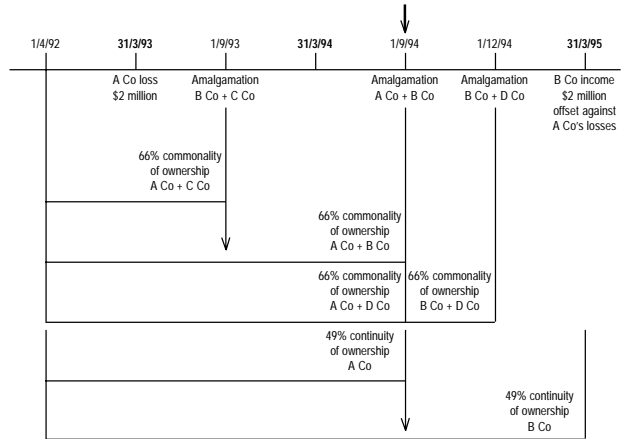 1/4/92
31/3/93
1/9/93
31/3/94
1/9/94
1/12/94
31/3/95
A Co loss
$2 million
Amalgamation
B Co + C Co
Amalgamation
A Co + B Co
Amalgamation
B Co + D Co
B Co income
$2 million
offset against
A Co's losses
66% commonality
of ownership
A Co + C Co
66% commonality
of ownership
A Co + B Co
66% commonality
of ownership
A Co + D Co
66% commonality
of ownership
B Co + D Co
49% continuity
of ownership
A Co
49% continuity
of ownership
B Co